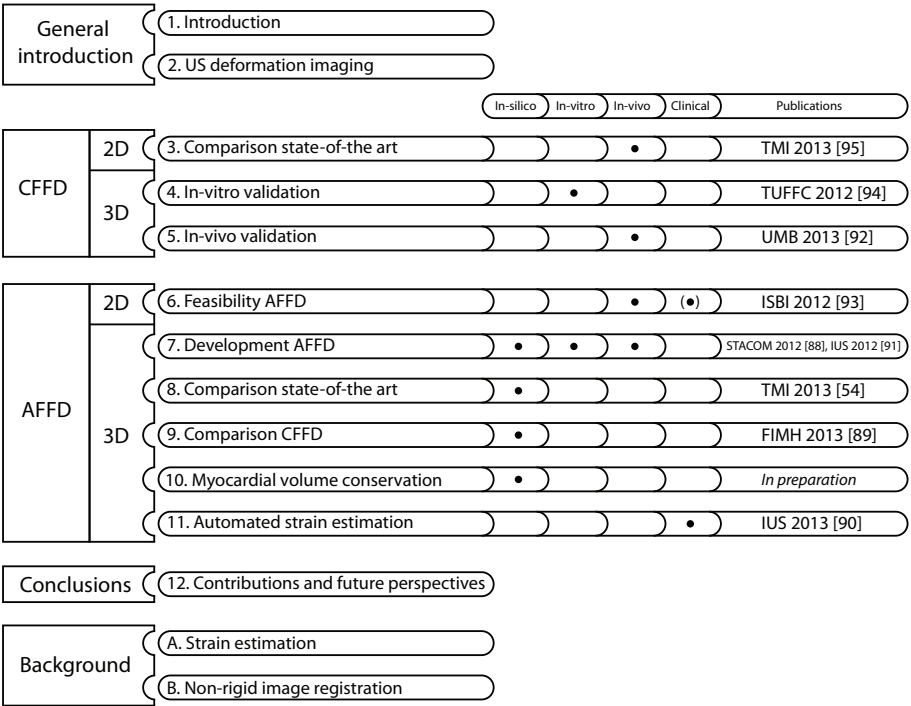 General
introduction
1. Introduction
2. US deformation imaging
In-silico In-vitro In-vivo Clinical Publications
CFFD
2D
3. Comparison state-of-the art • TMI 2013 [95]
3D
4. In-vitro validation • TUFFC 2012 [94]
5. In-vivo validation • UMB 2013 [92]
AFFD
2D
6. Feasibility AFFD • (•) ISBI 2012 [93]
3D
7. Development AFFD • • • STACOM 2012 [88], IUS 2012 [91]
8. Comparison state-of-the art • TMI 2013 [54]
9. Comparison CFFD • FIMH 2013 [89]
10. Myocardial volume conservation • In preparation
11. Automated strain estimation • IUS 2013 [90]
Conclusions
12. Contributions and future perspectives
Background
A. Strain estimation
B. Non-rigid image registration